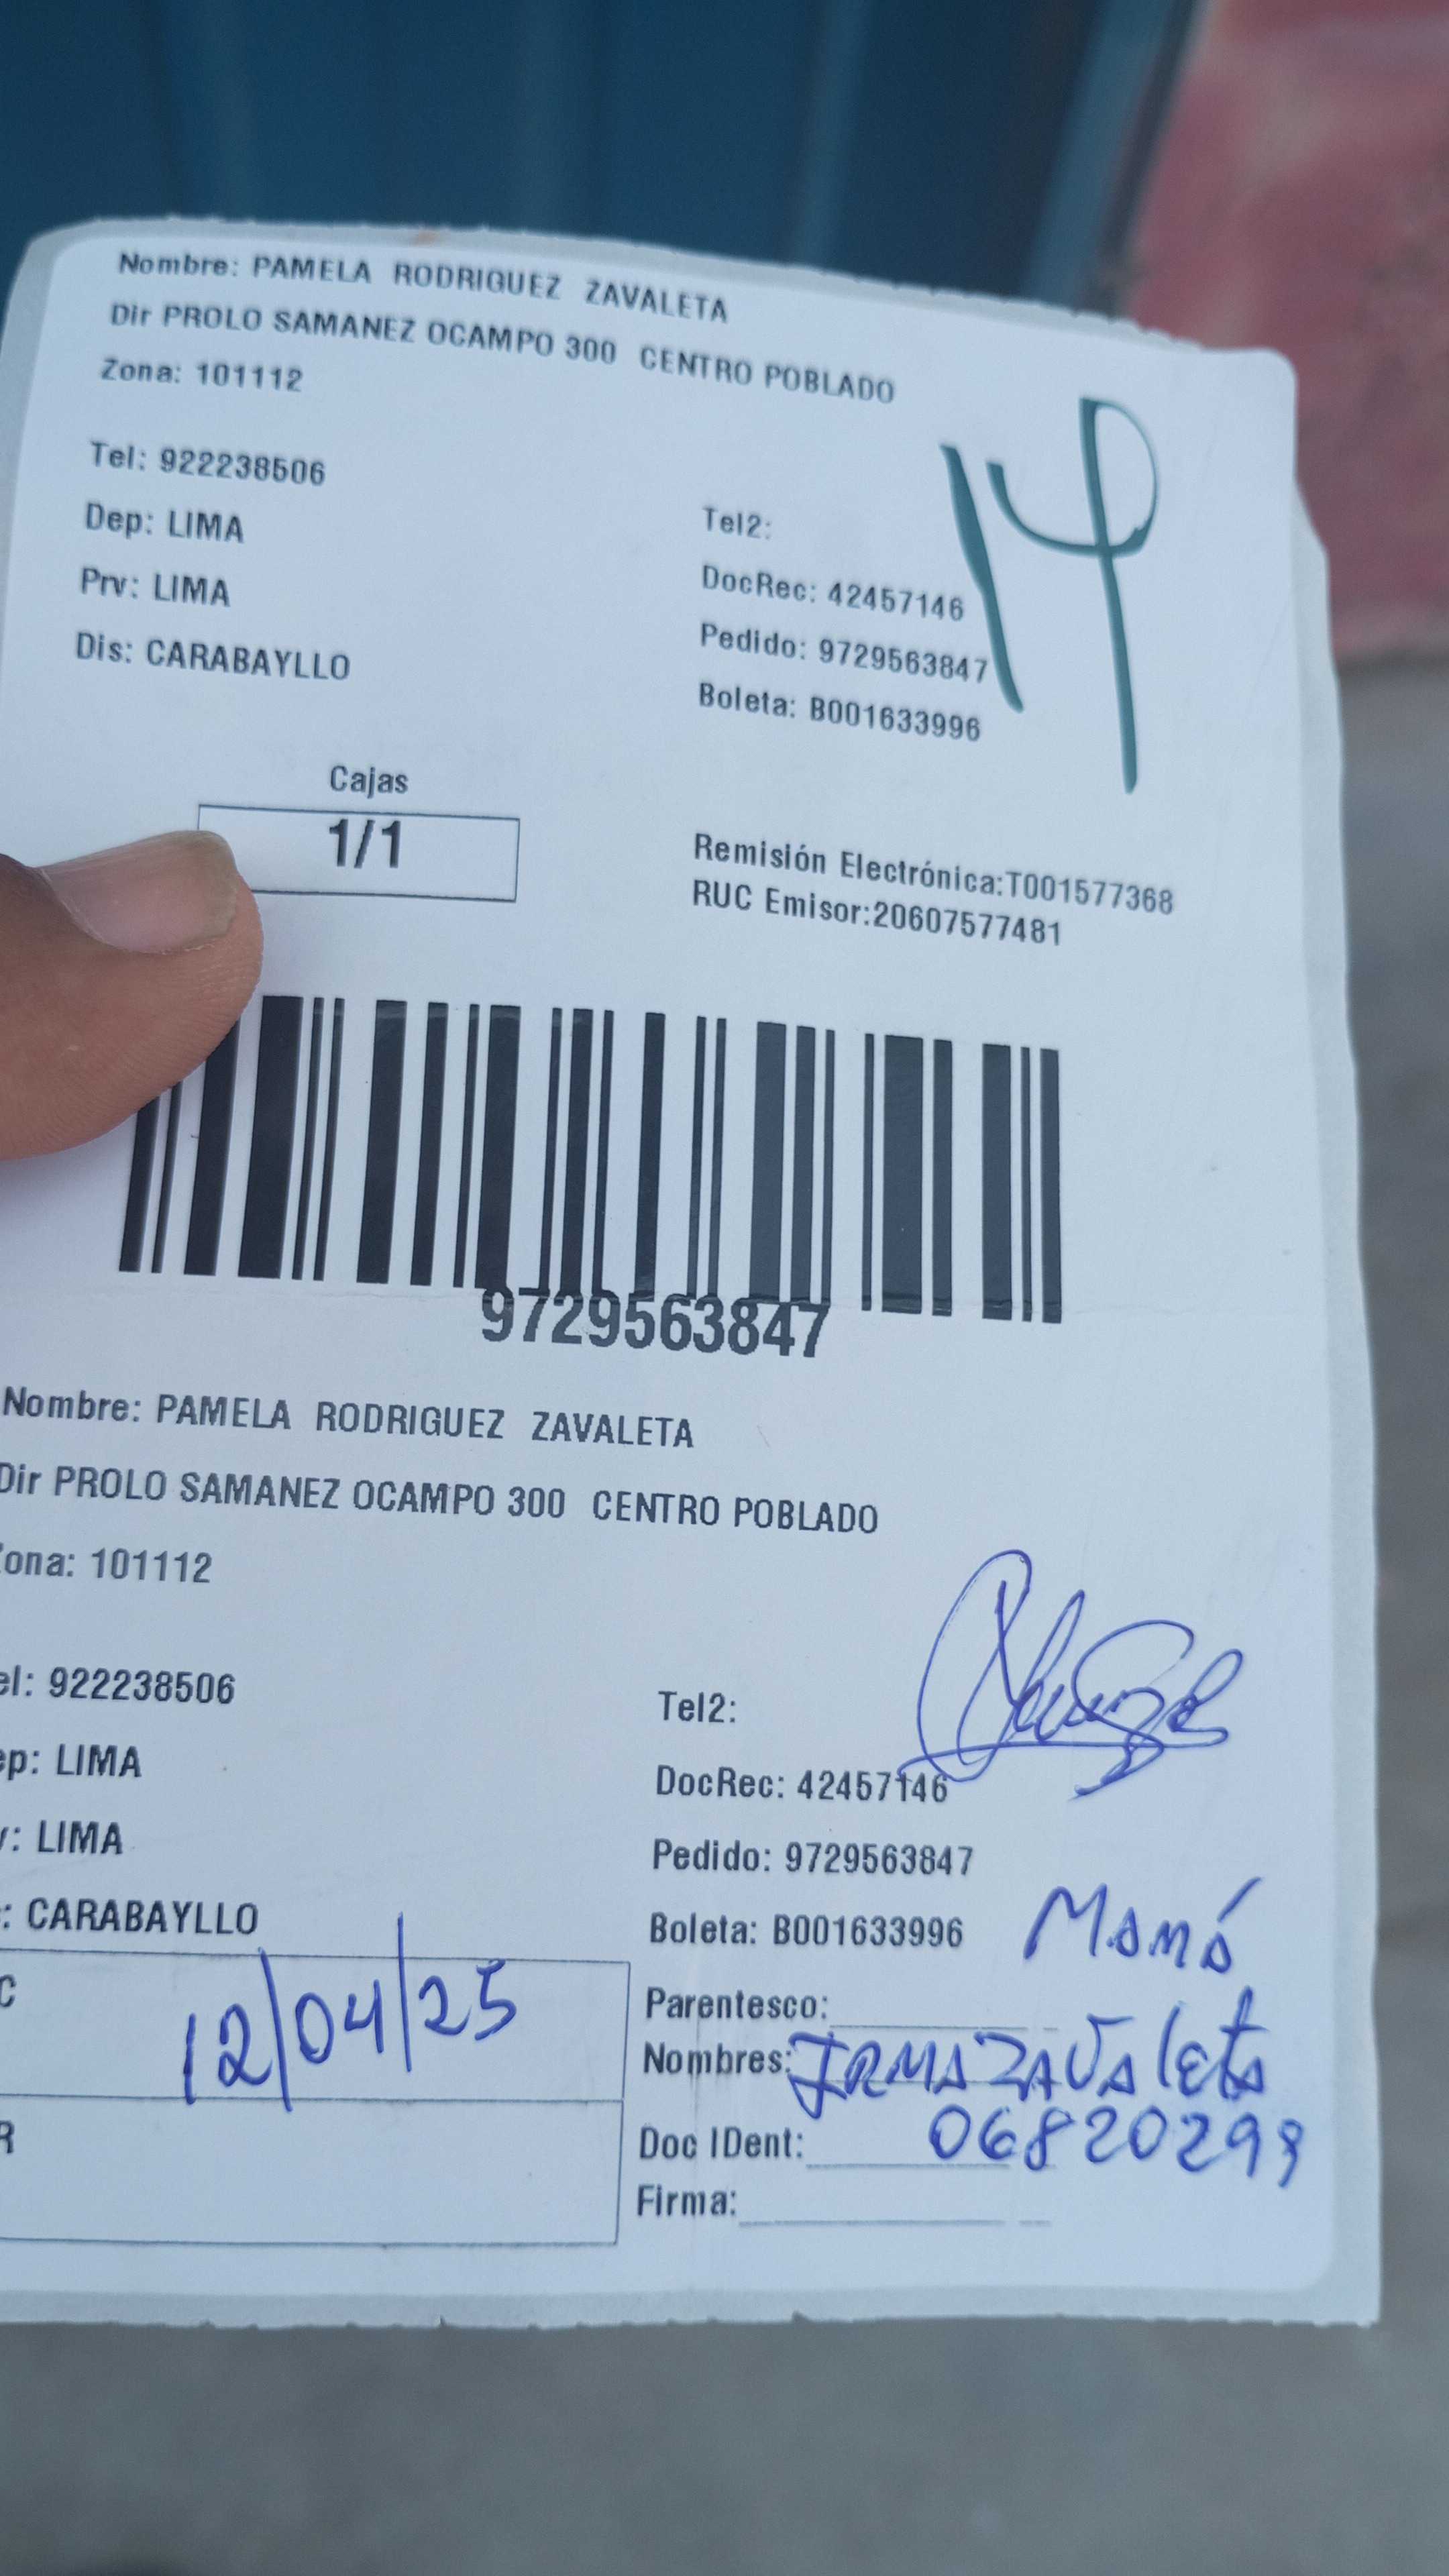 Nombre: PAMELA RODRIGUEZ ZAVALETA
Dir PROLO SAMANEZ OCAMPO 300 CENTRO POBLADO
Zona: 101112
14
Tel: 922238506
Dep: LIMA
Prv: LIMA
Dis: CARABAYLLO
Tel2:
DocRec: 42457146
Pedido: 9729563847
Boleta: B001633996
Cajas
1/1
Remisión Electrónica:T001577368
RUC Emisor:20607577481
9729563847
Nombre: PAMELA RODRIGUEZ ZAVALETA
Dir PROLO SAMANEZ OCAMPO 300 CENTRO POBLADO
ona: 101112
el: 922238506
ep: LIMA
: LIMA
: CARABAYLLO
Tel2:
DocRec: 42457146
Pedido: 9729563847
Boleta: B001633996
Mamá
C
12/04/25
Parentesco:
Nombres: IRMA ZAVAleta
R
Doc IDent: 06820299
Firma: